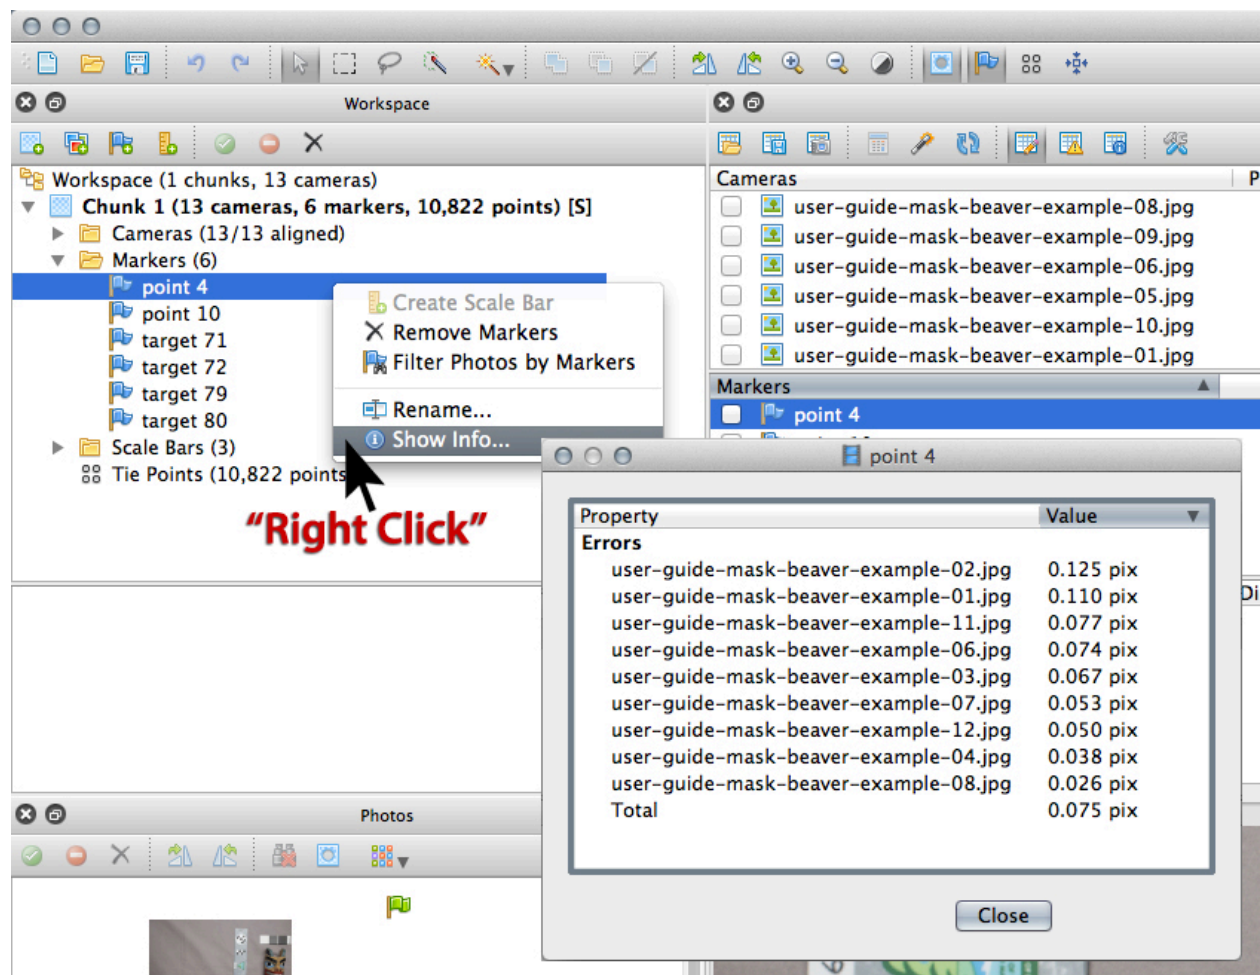 Workspace
Workspace (1 chunks, 13 cameras)
Chunk 1 (13 cameras, 6 markers, 10,822 points) [S]
Cameras (13/13 aligned)
Markers (6)
point 4
point 10
target 71
target 72
target 79
target 80
Scale Bars (3)
Tie Points (10,822 points
Create Scale Bar
Remove Markers
Filter Photos by Markers
Rename...
Show Info...
"Right Click"
Cameras P
user-guide-mask-beaver-example-08.jpg
user-guide-mask-beaver-example-09.jpg
user-guide-mask-beaver-example-06.jpg
user-guide-mask-beaver-example-05.jpg
user-guide-mask-beaver-example-10.jpg
user-guide-mask-beaver-example-01.jpg
Markers
point 4
Di
point 4
Property Value
Errors
user-guide-mask-beaver-example-02.jpg 0.125 pix
user-guide-mask-beaver-example-01.jpg 0.110 pix
user-guide-mask-beaver-example-11.jpg 0.077 pix
user-guide-mask-beaver-example-06.jpg 0.074 pix
user-guide-mask-beaver-example-03.jpg 0.067 pix
user-guide-mask-beaver-example-07.jpg 0.053 pix
user-guide-mask-beaver-example-12.jpg 0.050 pix
user-guide-mask-beaver-example-04.jpg 0.038 pix
user-guide-mask-beaver-example-08.jpg 0.026 pix
Total 0.075 pix
Close
Photos